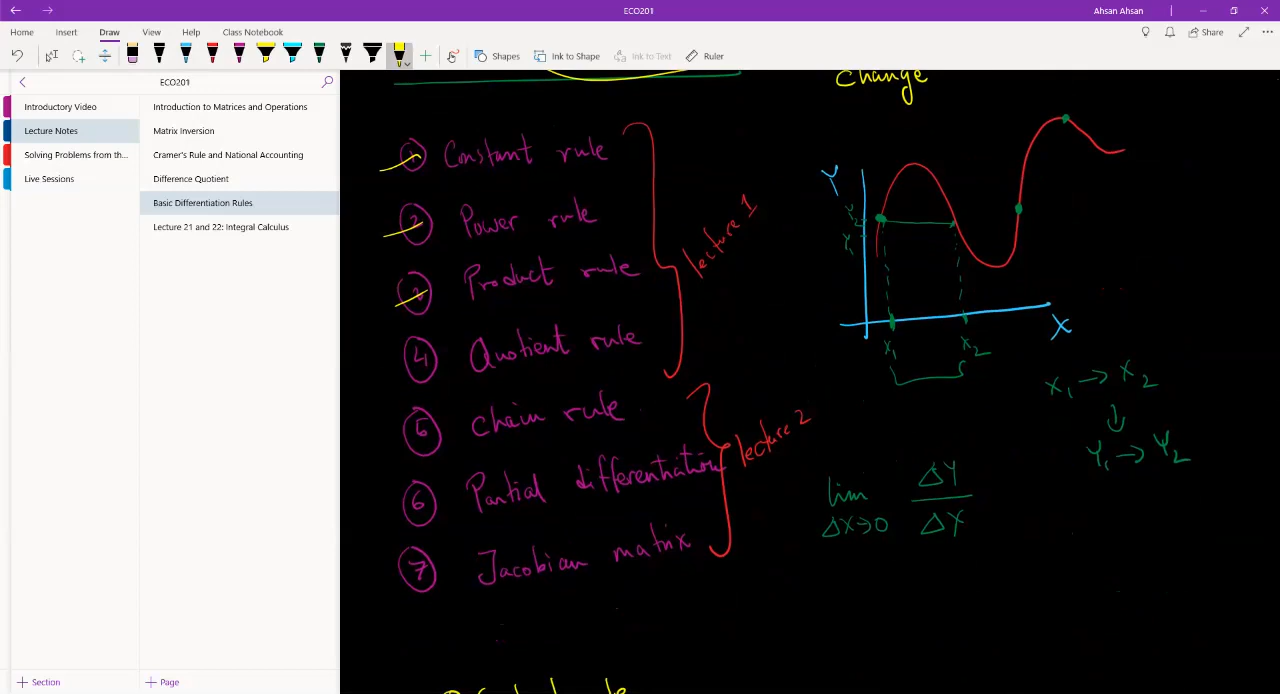 ECO201
Ahsan Ahsan
Home Insert Draw View Help Class Notebook
Share
Shapes Ink to Shape Ink to Text Ruler
ECO201
Introductory Video
Lecture Notes
Solving Problems from th...
Live Sessions
Introduction to Matrices and Operations
Matrix Inversion
Cramer's Rule and National Accounting
Difference Quotient
Basic Differentiation Rules
Lecture 21 and 22: Integral Calculus
Change
1 Constant rule
2 Power rule
3 Product rule
4 Quotient rule
lecture 1
5 Chain rule
6 Partial differentiation
7 Jacobian matrix
lecture 2
Y
Y2
Y1
X
X1 X2
X1 → X2
↓
Y1 → Y2
lim ΔY
ΔX→0 ΔX
+ Section + Page